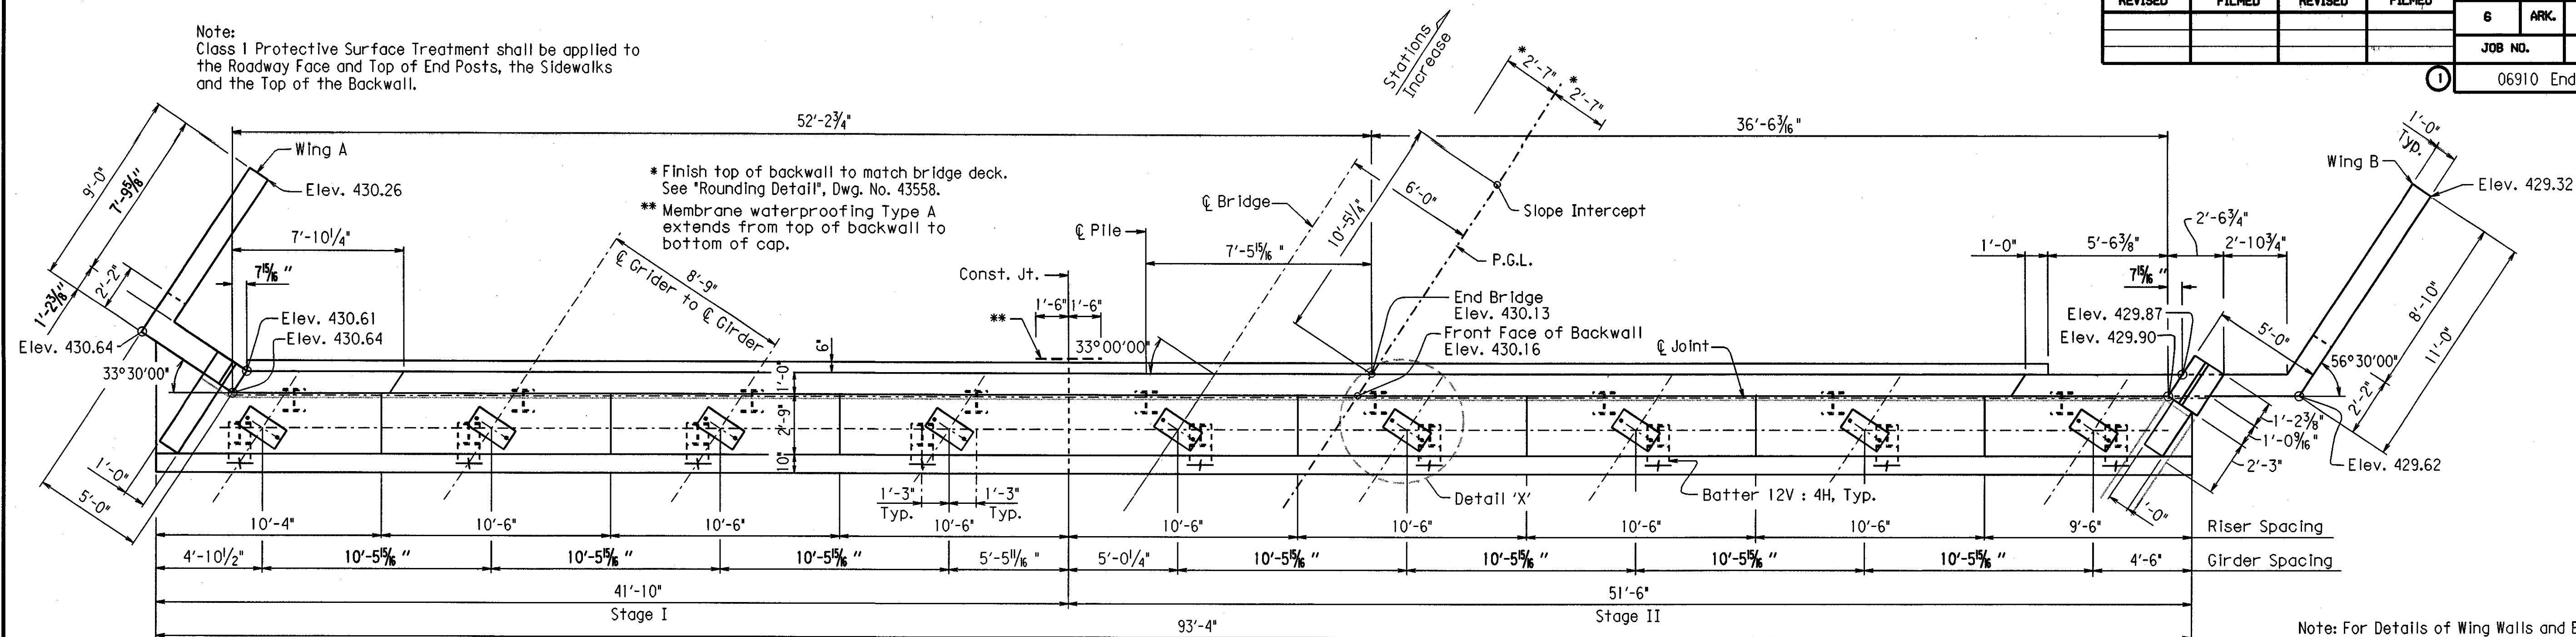 REVISED FILMED REVISED FILMED
6 ARK.
JOB NO.
1 06910 End
Note:
Class 1 Protective Surface Treatment shall be applied to
the Roadway Face and Top of End Posts, the Sidewalks
and the Top of the Backwall.
Stations
Increase
*2'-7"
*2'-7"
52'-2¾"
36'-6³⁄₁₆"
1'-0"
Typ.
Wing A
Wing B
9'-0"
7'-9⅝"
Elev. 430.26
* Finish top of backwall to match bridge deck.
See "Rounding Detail", Dwg. No. 43558.
** Membrane waterproofing Type A
extends from top of backwall to
bottom of cap.
Elev. 429.32
6'-0"
10'-5¼"
℄ Bridge
Slope Intercept
2'-6¾"
7'-10¼"
℄ Pile
7'-5¹⁵⁄₁₆"
1'-0"
5'-6⅜"
2'-10¾"
℄ Grider to ℄ Girder
8'-9"
P.G.L.
Const. Jt.
2'-2"
1'-2⅜"
7¹⁵⁄₁₆"
7¹⁵⁄₁₆"
1'-6" 1'-6"
**
End Bridge
Elev. 430.13
8'-10"
11'-0"
Elev. 430.61
Elev. 430.64
Elev. 430.64
Front Face of Backwall
Elev. 430.16
Elev. 429.87
Elev. 429.90
5'-0"
6"
33°00'00"
℄ Joint
33°30'00"
56°30'00"
2'-2"
1'-0"
2'-9"
10"
1'-2⅜"
1'-0⁹⁄₁₆"
2'-3"
Elev. 429.62
1'-0"
5'-0"
1'-3"
Typ.
1'-3"
Typ.
Detail 'X'
Batter 12V : 4H, Typ.
1'-0"
10'-4" 10'-6" 10'-6" 10'-6" 10'-6" 10'-6" 10'-6" 10'-6" 9'-6" Riser Spacing
4'-10½" 10'-5¹⁵⁄₁₆" 10'-5¹⁵⁄₁₆" 10'-5¹⁵⁄₁₆" 5'-5¹¹⁄₁₆" 5'-0¼" 10'-5¹⁵⁄₁₆" 10'-5¹⁵⁄₁₆" 10'-5¹⁵⁄₁₆" 10'-5¹⁵⁄₁₆" 4'-6" Girder Spacing
41'-10" 51'-6"
Stage I Stage II
93'-4"
Note: For Details of Wing Walls and E